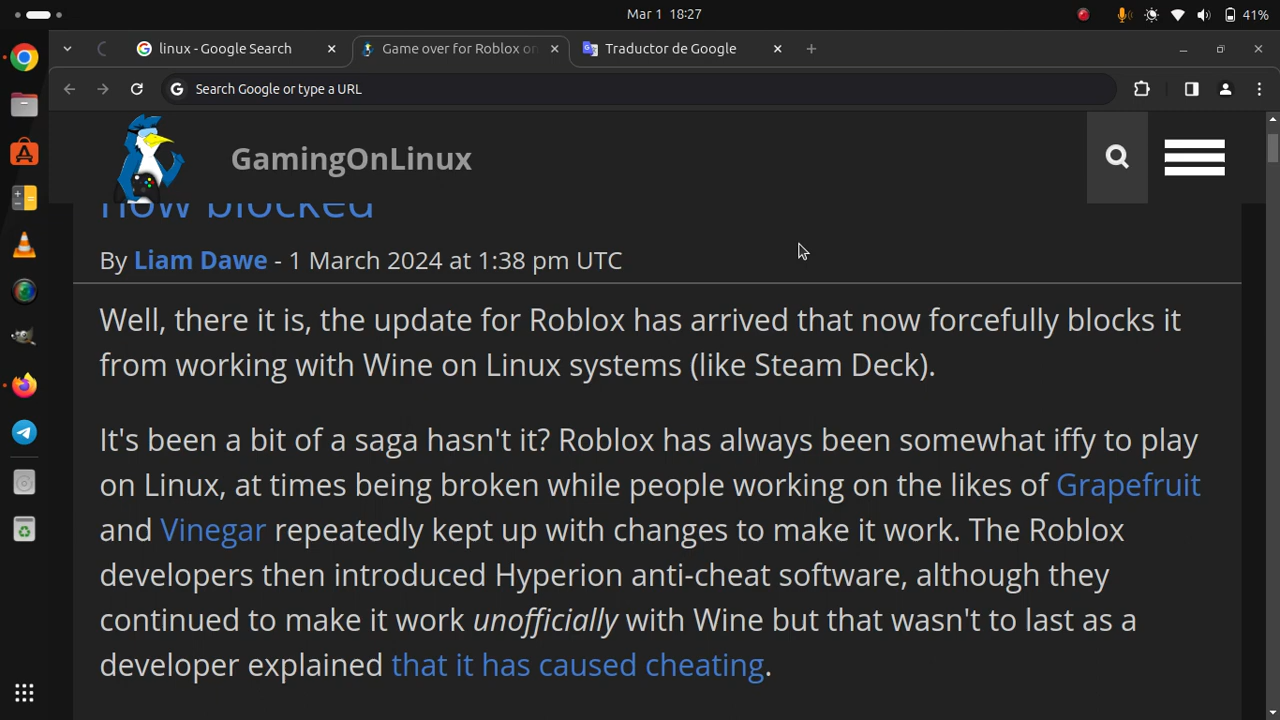 Mar 1 18:27
41%
linux - Google Search
Game over for Roblox on
Traductor de Google
Search Google or type a URL
GamingOnLinux
now blocked
By Liam Dawe - 1 March 2024 at 1:38 pm UTC
Well, there it is, the update for Roblox has arrived that now forcefully blocks it
from working with Wine on Linux systems (like Steam Deck).
It's been a bit of a saga hasn't it? Roblox has always been somewhat iffy to play
on Linux, at times being broken while people working on the likes of Grapefruit
and Vinegar repeatedly kept up with changes to make it work. The Roblox
developers then introduced Hyperion anti-cheat software, although they
continued to make it work unofficially with Wine but that wasn't to last as a
developer explained that it has caused cheating.